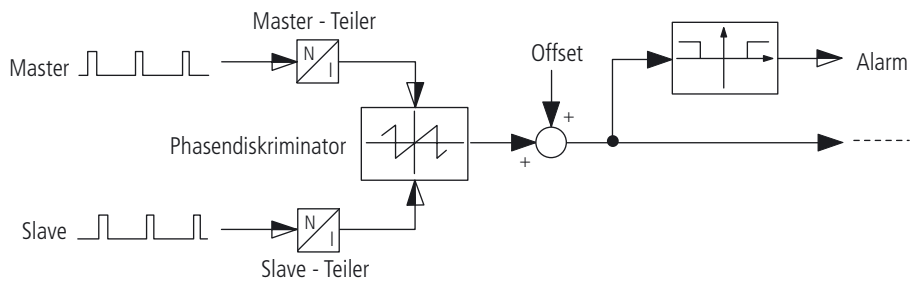 Master - Teiler
Master
N
I
Offset
+
Alarm
Phasendiskriminator
+
Slave
N
I
Slave - Teiler